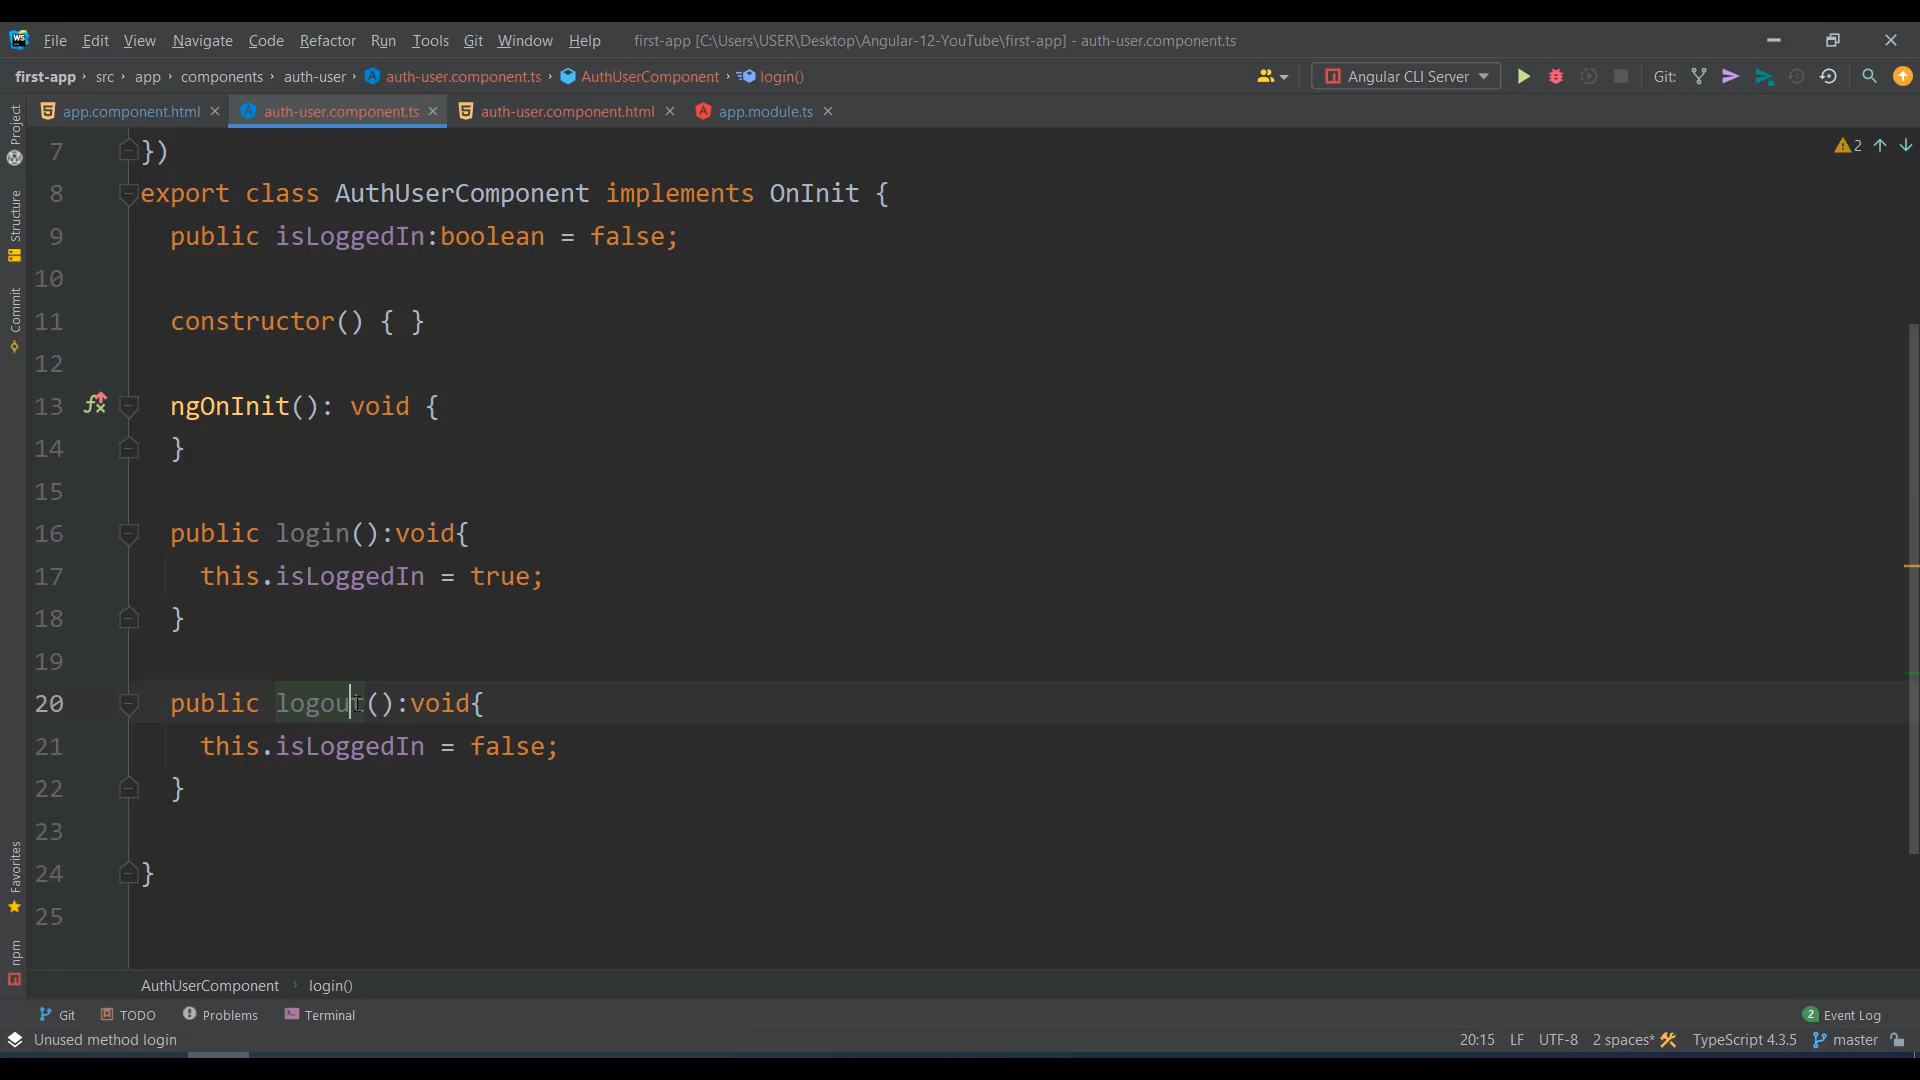 WS File Edit View Navigate Code Refactor Run Tools Git Window Help first-app [C:\Users\USER\Desktop\Angular-12-YouTube\first-app] - auth-user.component.ts
first-app › src › app › components › auth-user › auth-user.component.ts › AuthUserComponent › login() Angular CLI Server Git:
app.component.html auth-user.component.ts auth-user.component.html app.module.ts
Project
Structure
Commit
Favorites
npm
2
7 })
8 export class AuthUserComponent implements OnInit {
9 public isLoggedIn:boolean = false;
10
11 constructor() { }
12
13 ngOnInit(): void {
14 }
15
16 public login():void{
17 this.isLoggedIn = true;
18 }
19
20 public logout():void{
21 this.isLoggedIn = false;
22 }
23
24 }
25
AuthUserComponent › login()
Git TODO Problems Terminal 2 Event Log
Unused method login 20:15 LF UTF-8 2 spaces* TypeScript 4.3.5 master